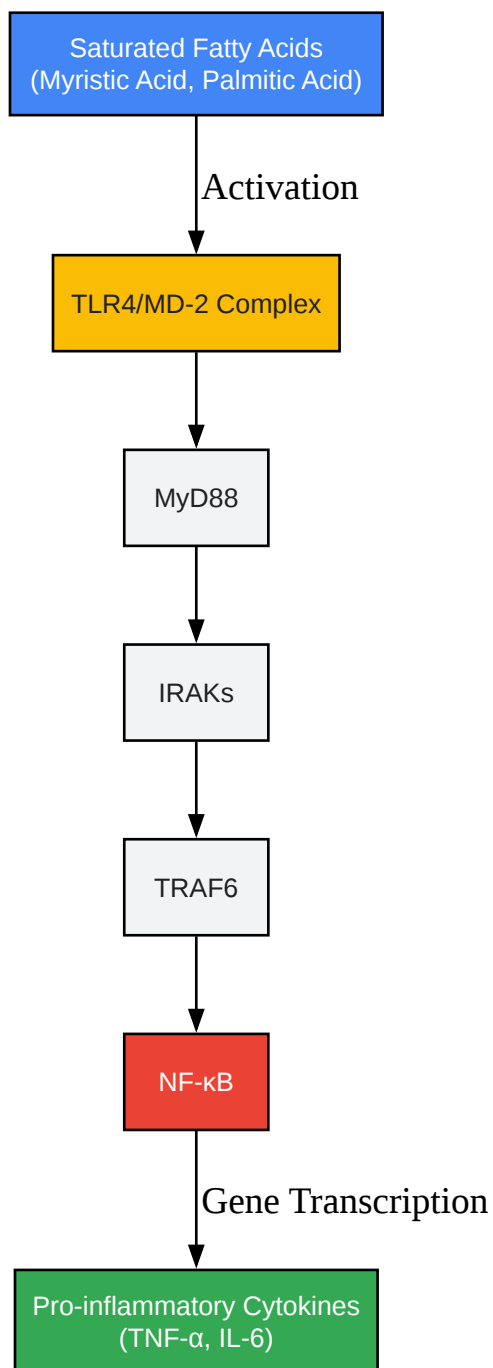 Saturated Fatty Acids
(Myristic Acid, Palmitic Acid)
Activation
TLR4/MD-2 Complex
MyD88
IRAKs
TRAF6
NF-κB
Gene Transcription
Pro-inflammatory Cytokines
(TNF-α, IL-6)